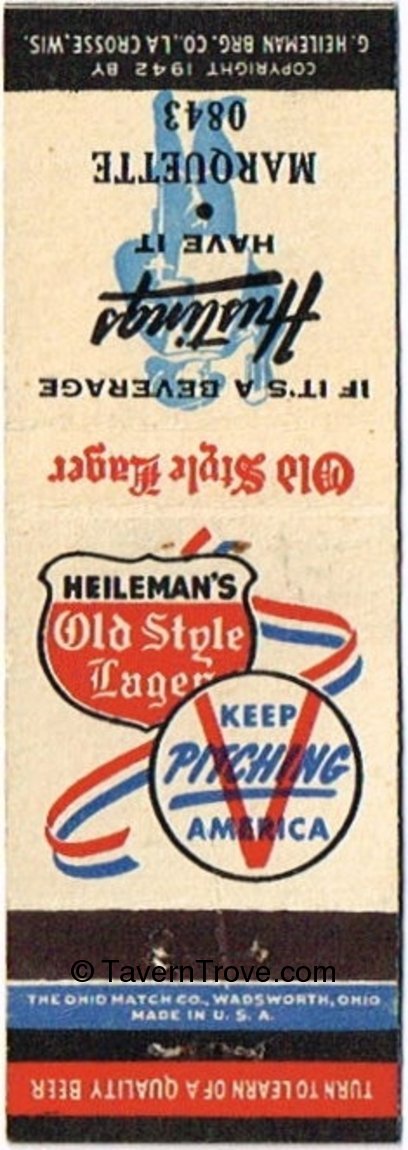 COPYRIGHT 1942 BY
G. HEILEMAN BRG. CO., LA CROSSE, WIS.
Old Style Lager
IF IT'S A BEVERAGE
Hustings
HAVE IT
•
MARQUETTE
0843
HEILEMAN'S
Old Style
Lager
KEEP
PITCHING
AMERICA
V
© TavernTrove.com
THE OHIO MATCH CO., WADSWORTH, OHIO
MADE IN U. S. A.
TURN TO LEARN OF A QUALITY BEER